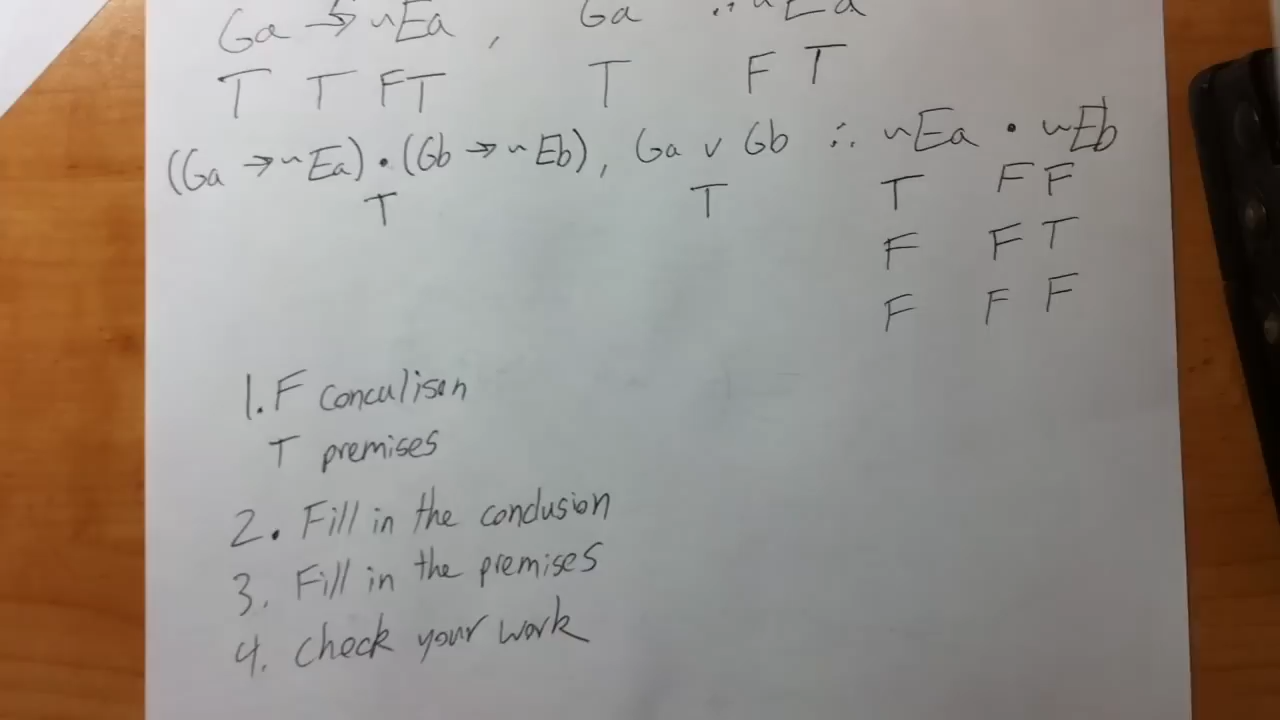 Ga → ~Ea, Ga ∴ ~Ea
T T FT T F T
(Ga → ~Ea) • (Gb → ~Eb), Ga v Gb ∴ ~Ea • ~Eb
T T T F F
F F T
F F F
1. F conculison
T premises
2. Fill in the conclusion
3. Fill in the premises
4. Check your work